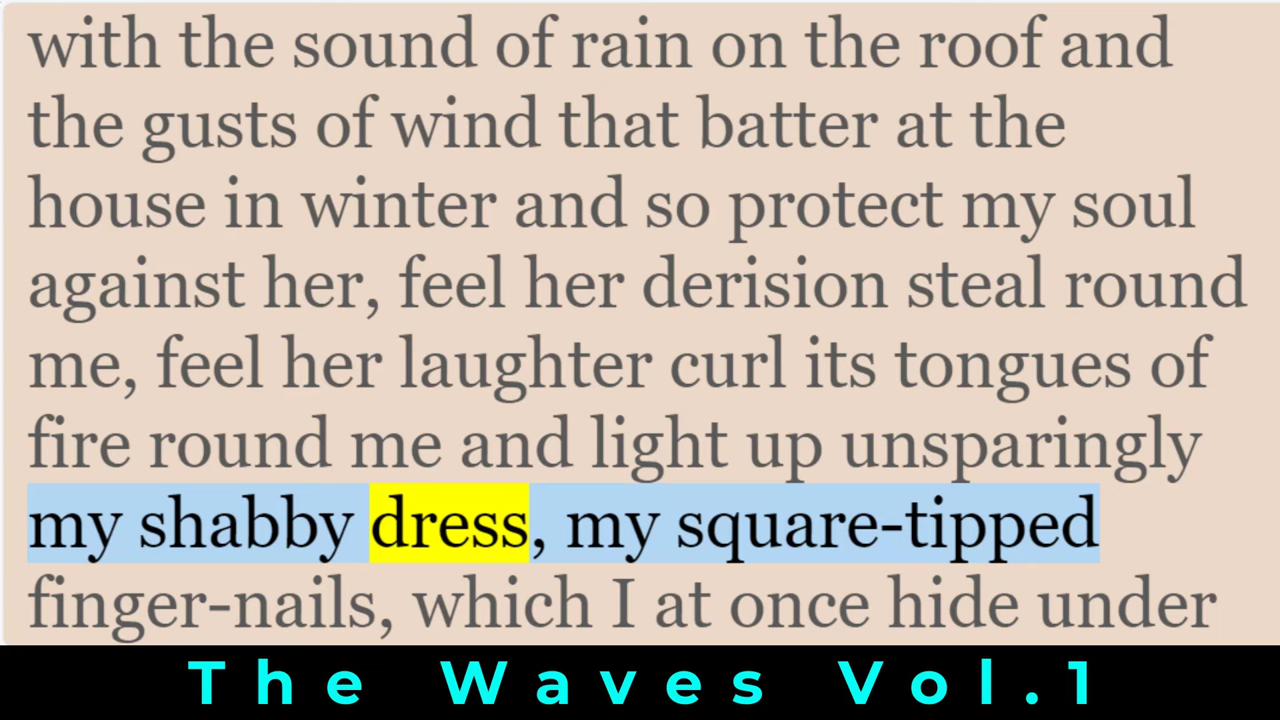 with the sound of rain on the roof and
the gusts of wind that batter at the
house in winter and so protect my soul
against her, feel her derision steal round
me, feel her laughter curl its tongues of
fire round me and light up unsparingly
my shabby dress, my square-tipped
finger-nails, which I at once hide under
The Waves Vol.1